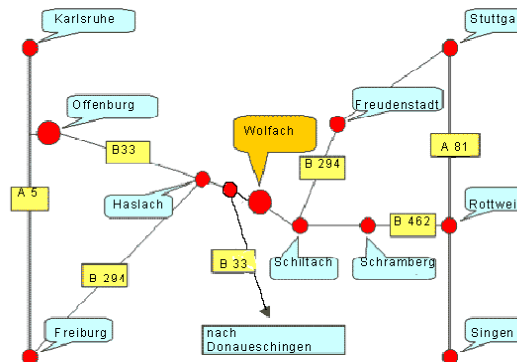 Karlsruhe
Stuttga
Offenburg
Freudenstadt
Wolfach
B33
A 81
B 294
A 5
Haslach
B 462
Rottwei
B 33
Schiltach
Schramberg
B 294
Freiburg
nach
Donaueschingen
Singen